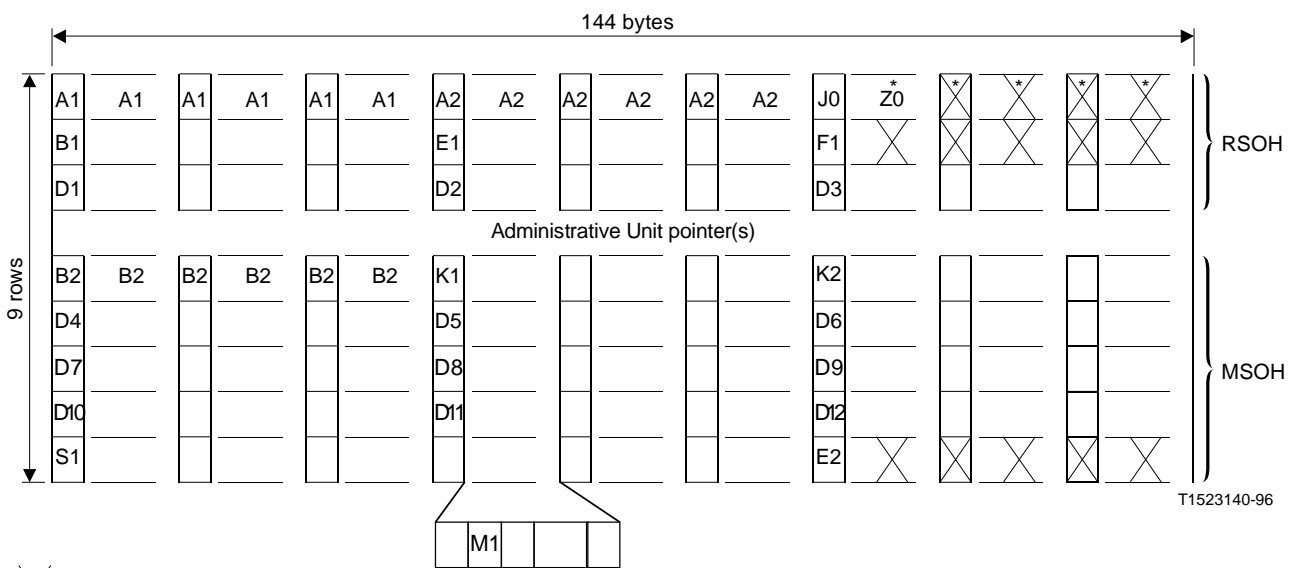 144 bytes
A1 A1 A1 A1 A1 A1 A2 A2 A2 A2 A2 A2 J0 * Z0 * * * *
B1 E1 F1
D1 D2 D3
RSOH
Administrative Unit pointer(s)
9 rows
B2 B2 B2 B2 B2 B2 K1 K2
D4 D5 D6
D7 D8 D9
MSOH
D10 D11 D12
S1 E2
T1523140-96
M1